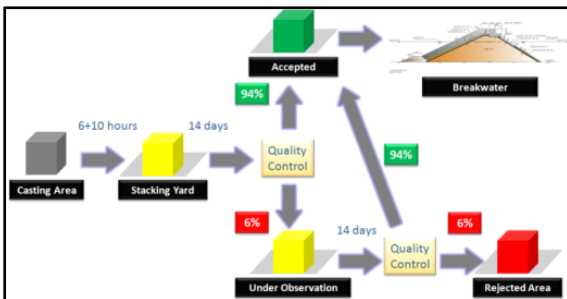 Accepted
Breakwater
94%
6+10 hours
14 days
Quality
Control
94%
Casting Area
Stacking Yard
6%
14 days
Quality
Control
6%
Under Observation
Rejected Area